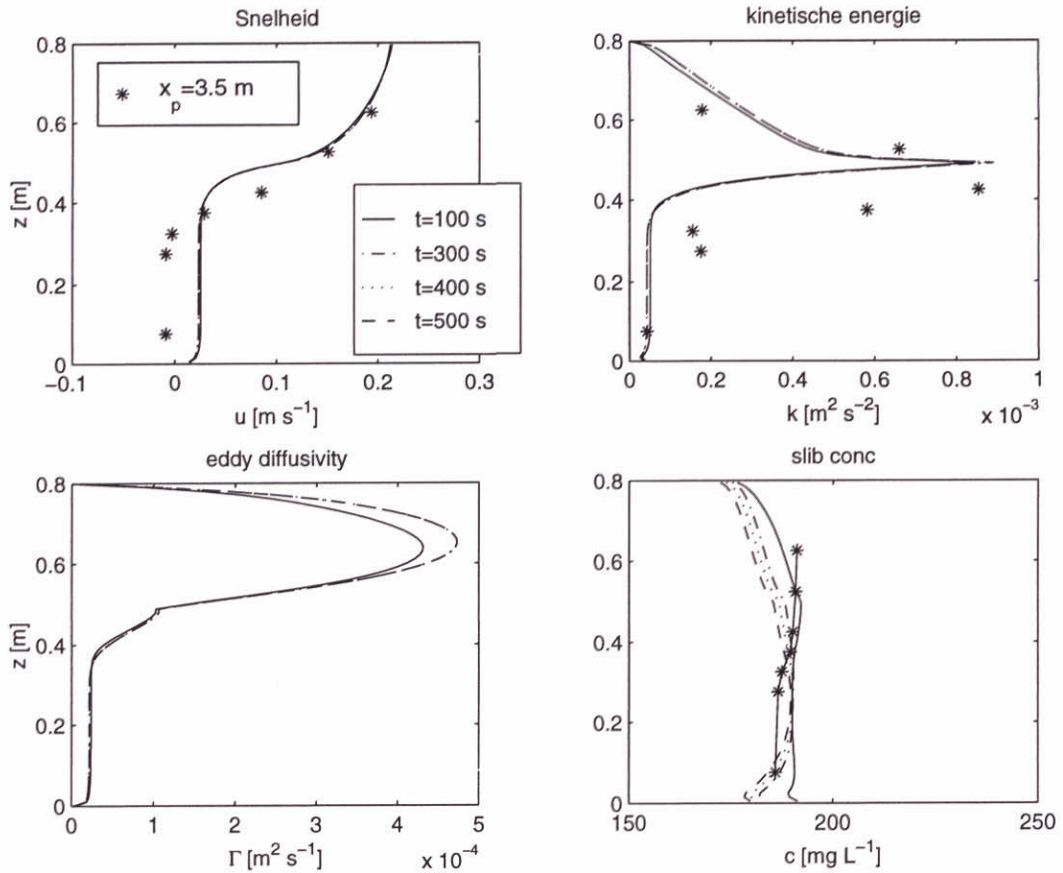 Snelheid
0.8
0.6
0.4
0.2
0
z [m]
x_p=3.5 m
t=100 s
t=300 s
t=400 s
t=500 s
−0.1 0 0.1 0.2 0.3
u [m s⁻¹]
kinetische energie
0.8
0.6
0.4
0.2
0
0 0.2 0.4 0.6 0.8 1
k [m² s⁻²]
x 10⁻³
eddy diffusivity
0.8
0.6
0.4
0.2
0
z [m]
0 1 2 3 4 5
Γ [m² s⁻¹]
x 10⁻⁴
slib conc
0.8
0.6
0.4
0.2
0
150 200 250
c [mg L⁻¹]